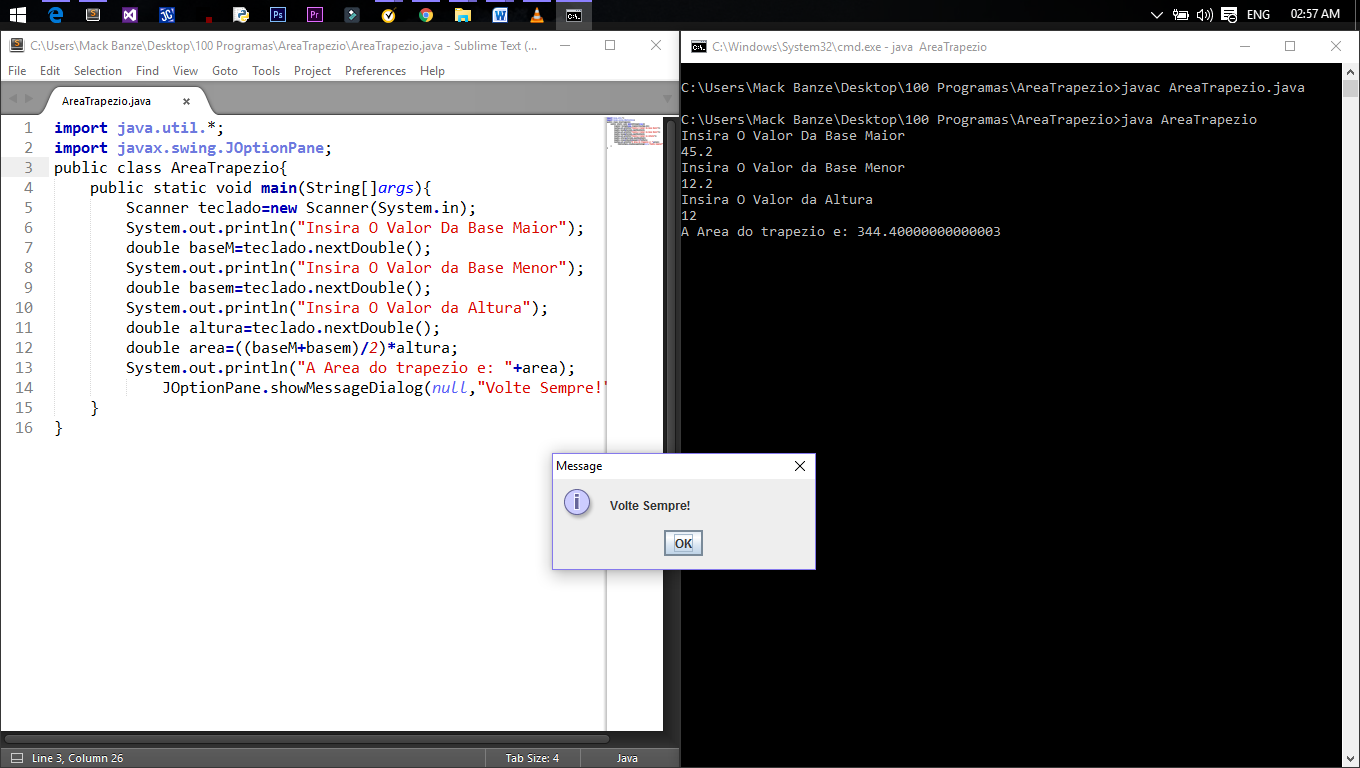 ENG 02:57 AM
C:\Users\Mack Banze\Desktop\100 Programas\AreaTrapezio\AreaTrapezio.java - Sublime Text (...
File Edit Selection Find View Goto Tools Project Preferences Help
AreaTrapezio.java
1 import java.util.*;
2 import javax.swing.JOptionPane;
3 public class AreaTrapezio{
4 public static void main(String[]args){
5 Scanner teclado=new Scanner(System.in);
6 System.out.println("Insira O Valor Da Base Maior");
7 double baseM=teclado.nextDouble();
8 System.out.println("Insira O Valor da Base Menor");
9 double basem=teclado.nextDouble();
10 System.out.println("Insira O Valor da Altura");
11 double altura=teclado.nextDouble();
12 double area=((baseM+basem)/2)*altura;
13 System.out.println("A Area do trapezio e: "+area);
14 JOptionPane.showMessageDialog(null,"Volte Sempre!"
15 }
16 }
Line 3, Column 26 Tab Size: 4 Java
C:\Windows\System32\cmd.exe - java AreaTrapezio
C:\Users\Mack Banze\Desktop\100 Programas\AreaTrapezio>javac AreaTrapezio.java
C:\Users\Mack Banze\Desktop\100 Programas\AreaTrapezio>java AreaTrapezio
Insira O Valor Da Base Maior
45.2
Insira O Valor da Base Menor
12.2
Insira O Valor da Altura
12
A Area do trapezio e: 344.40000000000003
Message
Volte Sempre!
OK